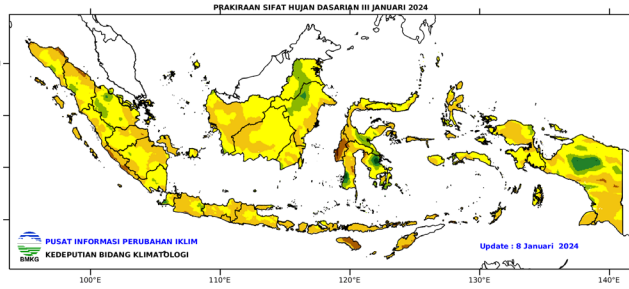 PRAKIRAAN SIFAT HUJAN DASARIAN III JANUARI 2024
PUSAT INFORMASI PERUBAHAN IKLIM
KEDEPUTIAN BIDANG KLIMATOLOGI
BMKG
Update : 8 Januari 2024
100°E 110°E 120°E 130°E 140°E